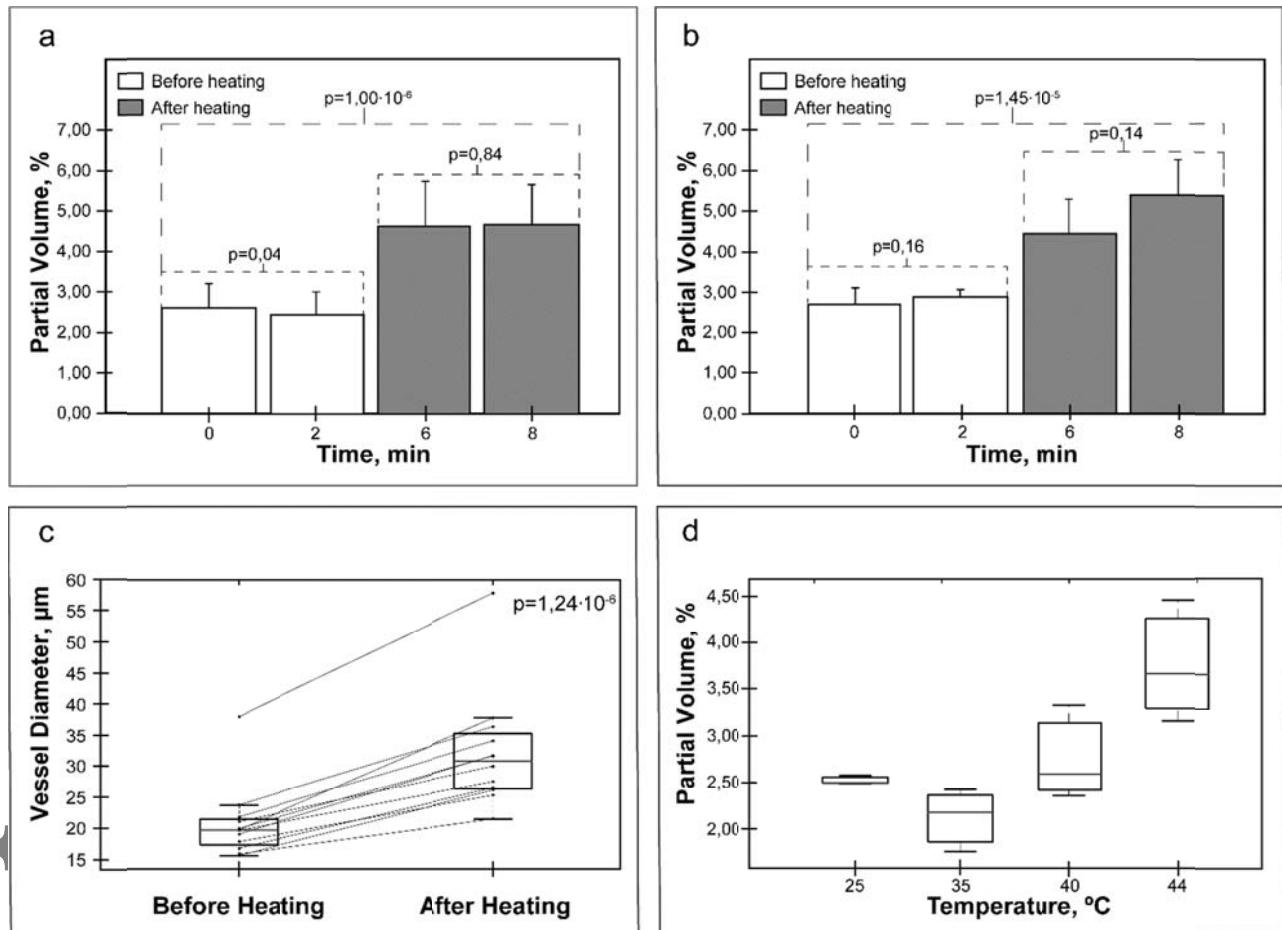 a
Before heating
After heating
p=1,00·10⁻⁶
p=0,84
p=0,04
7,00
6,00
5,00
4,00
3,00
2,00
1,00
0,00
Partial Volume, %
0 2 6 8
Time, min
b
Before heating
After heating
p=1,45·10⁻⁵
p=0,14
p=0,16
7,00
6,00
5,00
4,00
3,00
2,00
1,00
0,00
Partial Volume, %
0 2 6 8
Time, min
c
p=1,24·10⁻⁶
60
55
50
45
40
35
30
25
20
15
Vessel Diameter, µm
Before Heating After Heating
d
4,50
4,00
3,50
3,00
2,50
2,00
Partial Volume, %
25 35 40 44
Temperature, ºC